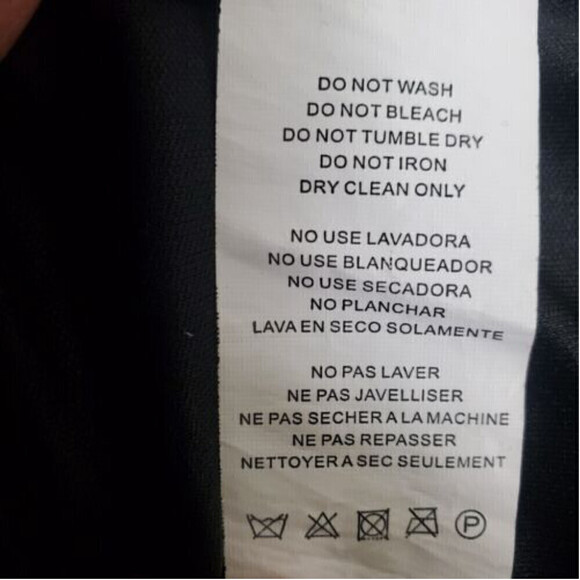 DO NOT WASH
DO NOT BLEACH
DO NOT TUMBLE DRY
DO NOT IRON
DRY CLEAN ONLY
NO USE LAVADORA
NO USE BLANQUEADOR
NO USE SECADORA
NO PLANCHAR
LAVA EN SECO SOLAMENTE
NO PAS LAVER
NE PAS JAVELLISER
NE PAS SECHER A LA MACHINE
NE PAS REPASSER
NETTOYER A SEC SEULEMENT
P